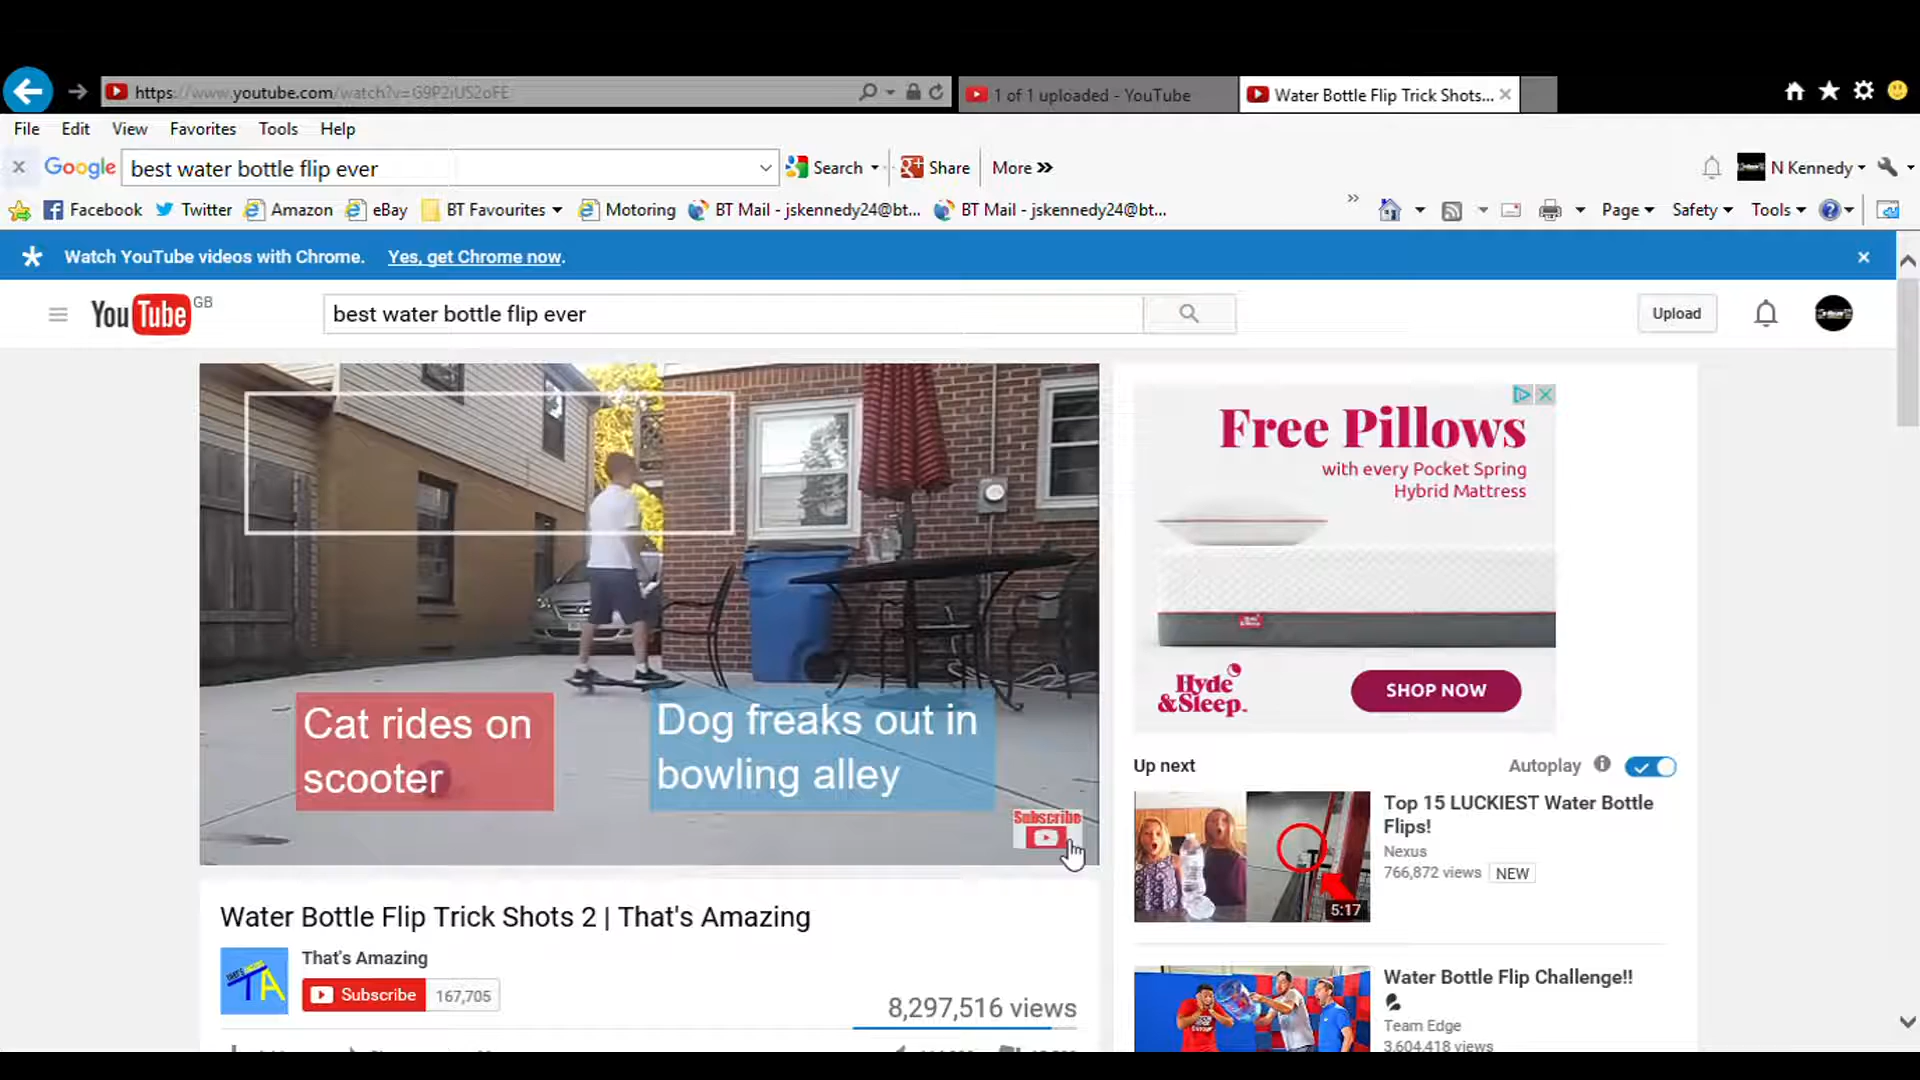 https://www.youtube.com/watch?v=G9P2iUS2oFE
1 of 1 uploaded - YouTube
Water Bottle Flip Trick Shots...
File Edit View Favorites Tools Help
Google best water bottle flip ever Search Share More
N Kennedy
Facebook Twitter Amazon eBay BT Favourites Motoring BT Mail - jskennedy24@bt... BT Mail - jskennedy24@bt... Page Safety Tools
Watch YouTube videos with Chrome. Yes, get Chrome now.
YouTube GB
best water bottle flip ever
Upload
Cat rides on
scooter
Dog freaks out in
bowling alley
Subscribe
Water Bottle Flip Trick Shots 2 | That's Amazing
THAT'S AMAZING
TA
That's Amazing
Subscribe 167,705
8,297,516 views
Free Pillows
with every Pocket Spring
Hybrid Mattress
Hyde
&Sleep.
SHOP NOW
Up next
Autoplay
Top 15 LUCKIEST Water Bottle
Flips!
Nexus
766,872 views NEW
5:17
Water Bottle Flip Challenge!!
Team Edge
3,604,418 views